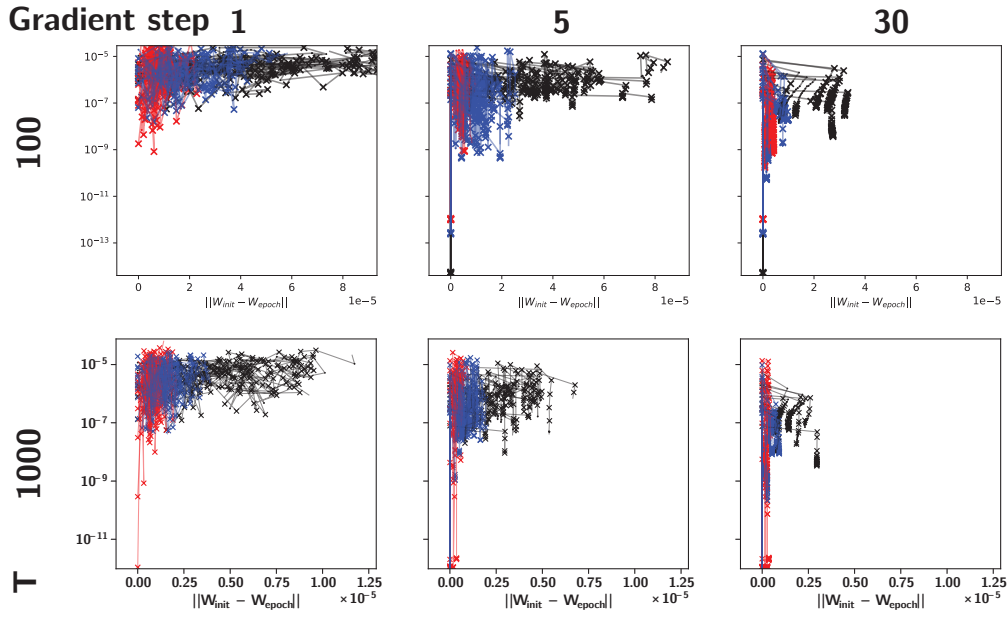 Gradient step 1 5 30
100
10⁻⁵
10⁻⁷
10⁻⁹
10⁻¹¹
10⁻¹³
0 2 4 6 8
1e−5
||W_init − W_epoch||
0 2 4 6 8
1e−5
||W_init − W_epoch||
0 2 4 6 8
1e−5
||W_init − W_epoch||
T 1000
10⁻⁵
10⁻⁷
10⁻⁹
10⁻¹¹
0.00 0.25 0.50 0.75 1.00 1.25
||W_init − W_epoch|| × 10⁻⁵
0.00 0.25 0.50 0.75 1.00 1.25
||W_init − W_epoch|| × 10⁻⁵
0.00 0.25 0.50 0.75 1.00 1.25
||W_init − W_epoch|| × 10⁻⁵